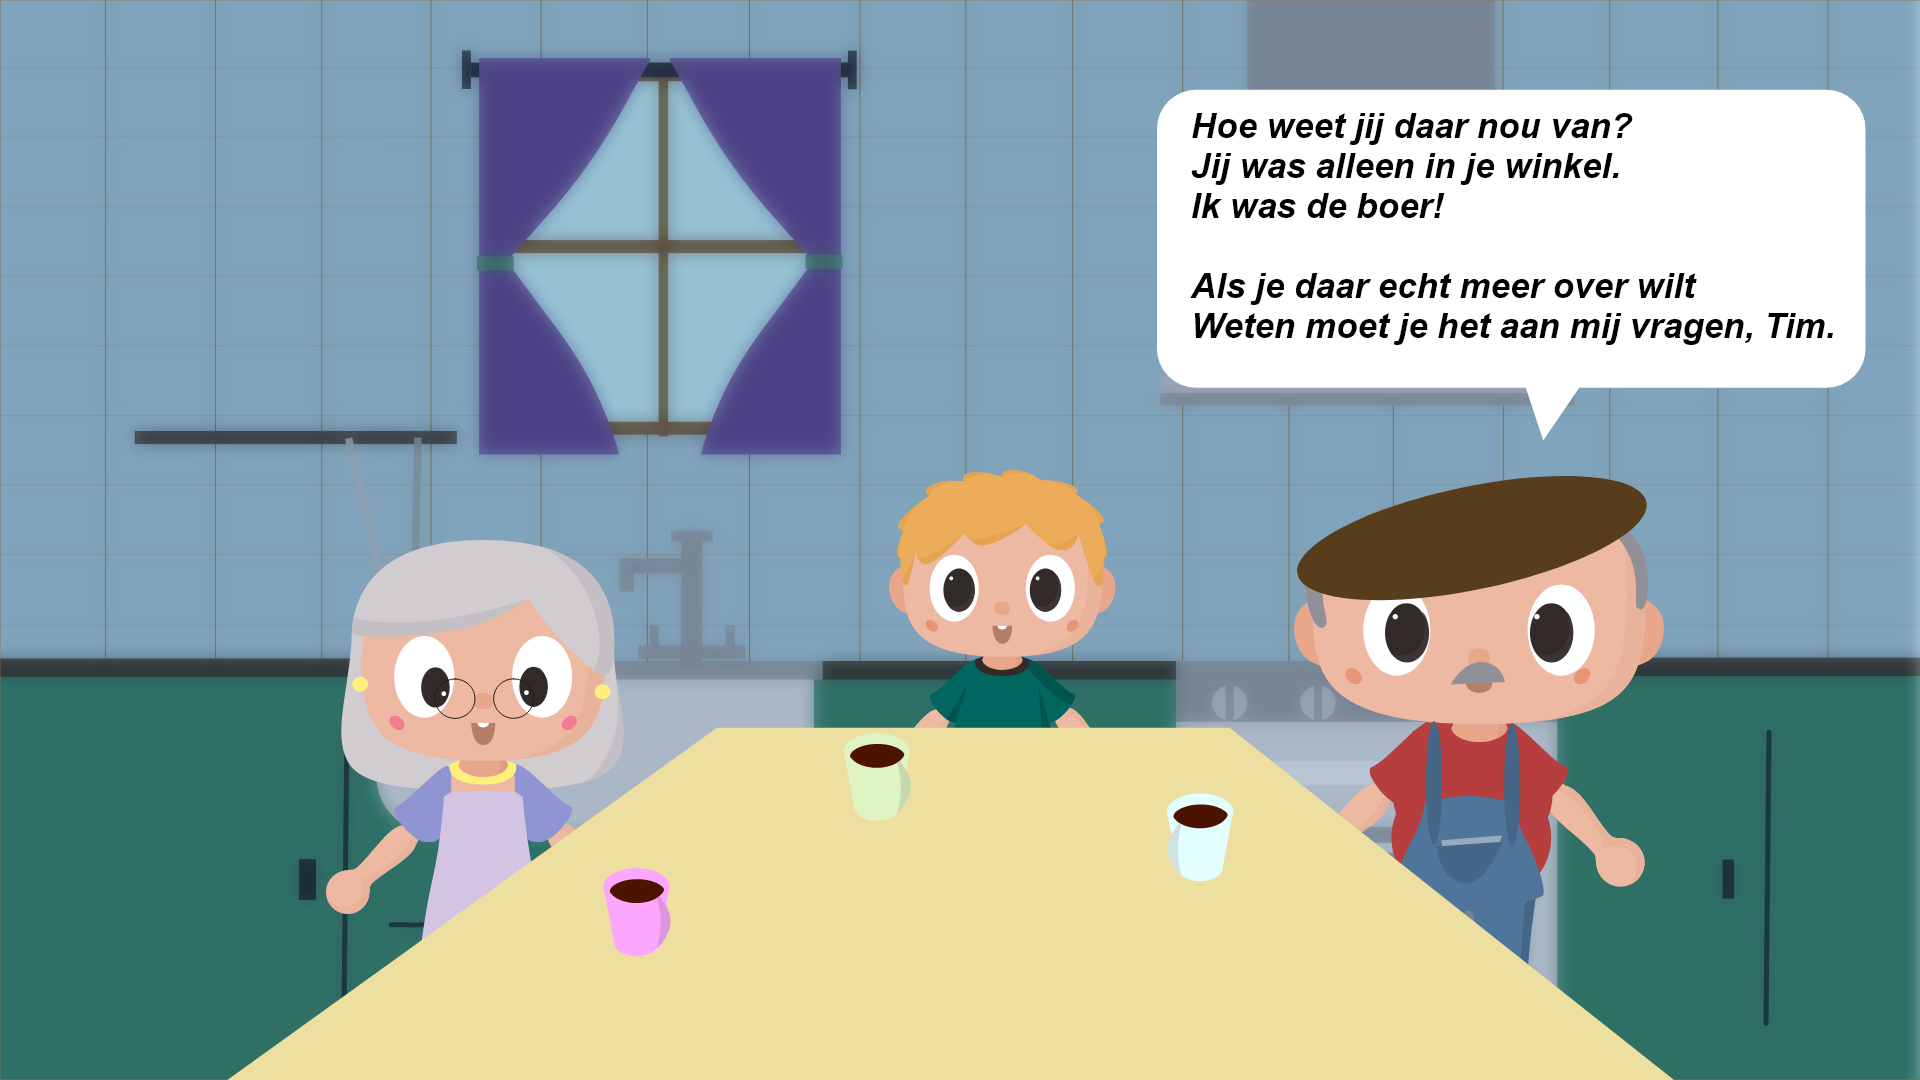 Hoe weet jij daar nou van?
Jij was alleen in je winkel.
Ik was de boer!
Als je daar echt meer over wilt
Weten moet je het aan mij vragen, Tim.